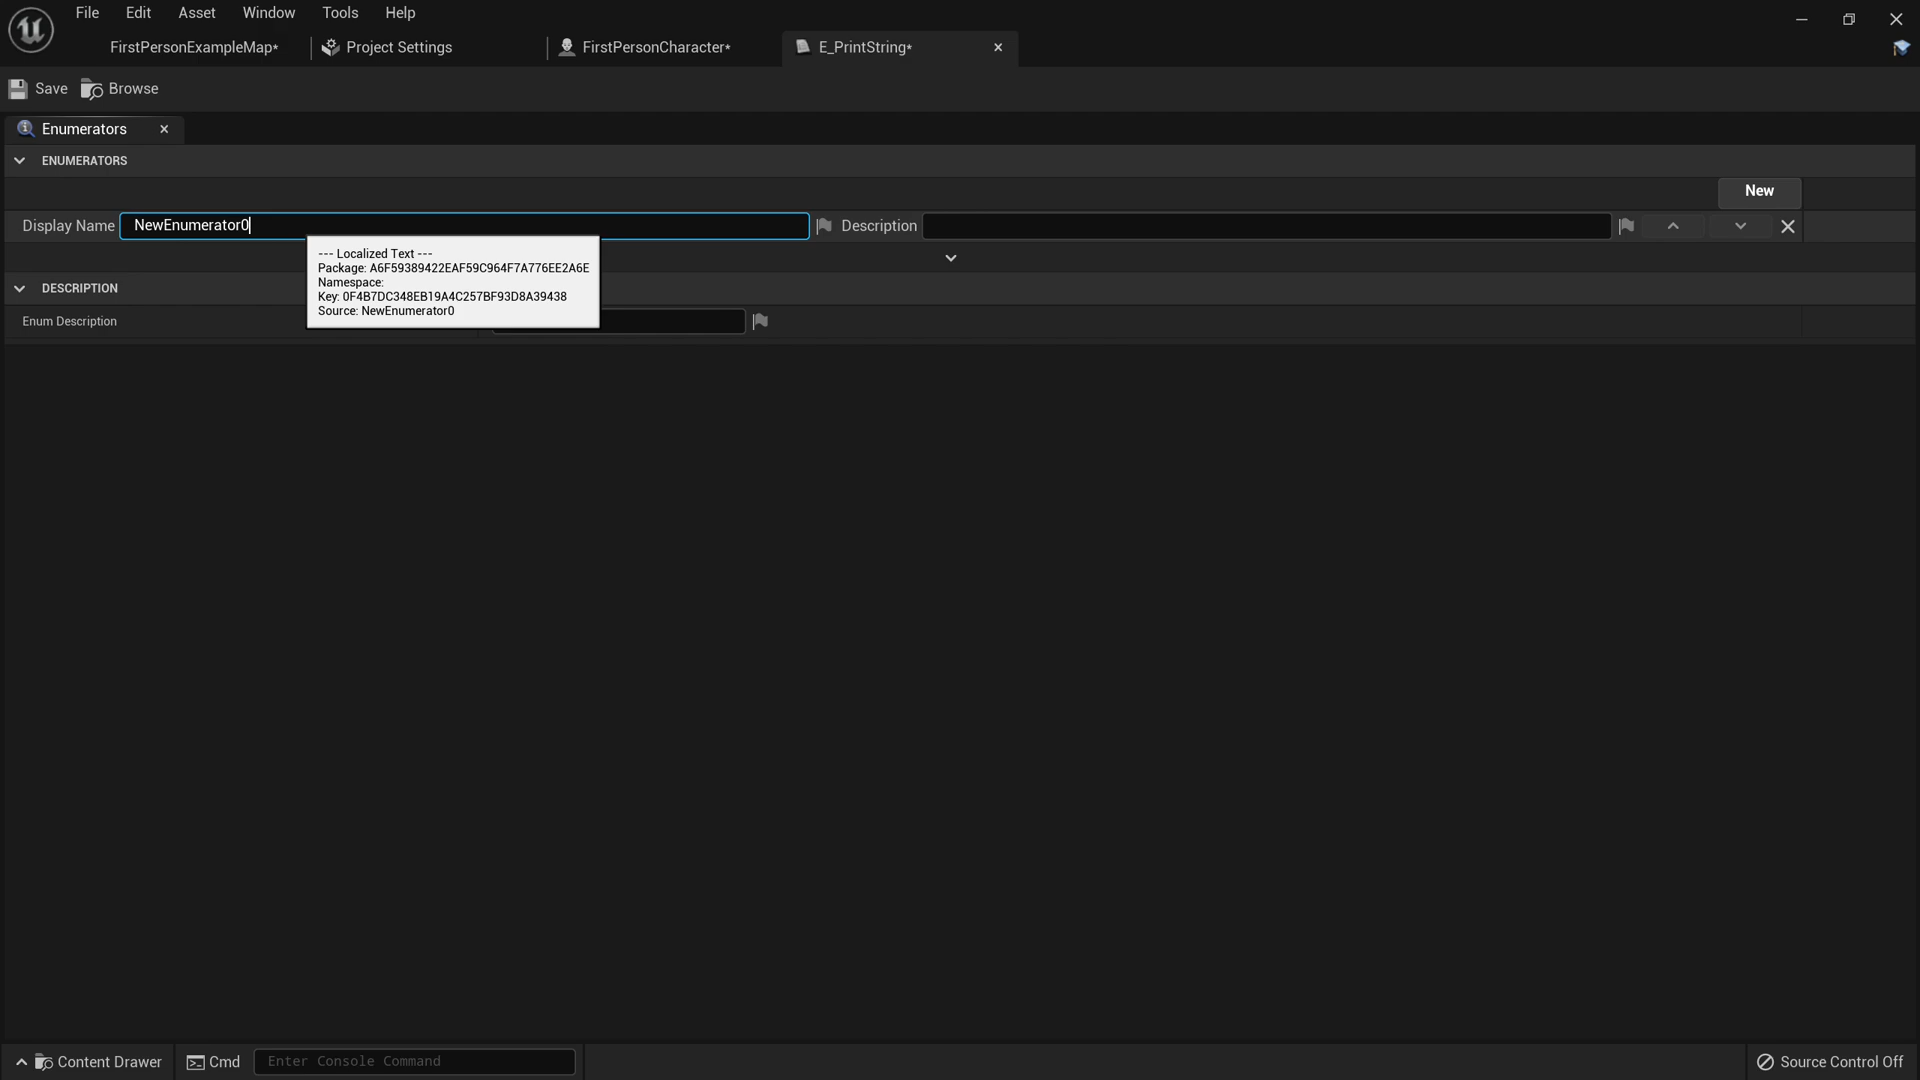 File Edit Asset Window Tools Help
FirstPersonExampleMap* Project Settings FirstPersonCharacter* E_PrintString*
Save Browse
Enumerators
ENUMERATORS
New
Display Name NewEnumerator0 Description
--- Localized Text ---
Package: A6F59389422EAF59C964F7A776EE2A6E
Namespace:
Key: 0F4B7DC348EB19A4C257BF93D8A39438
Source: NewEnumerator0
DESCRIPTION
Enum Description
Content Drawer Cmd Enter Console Command Source Control Off